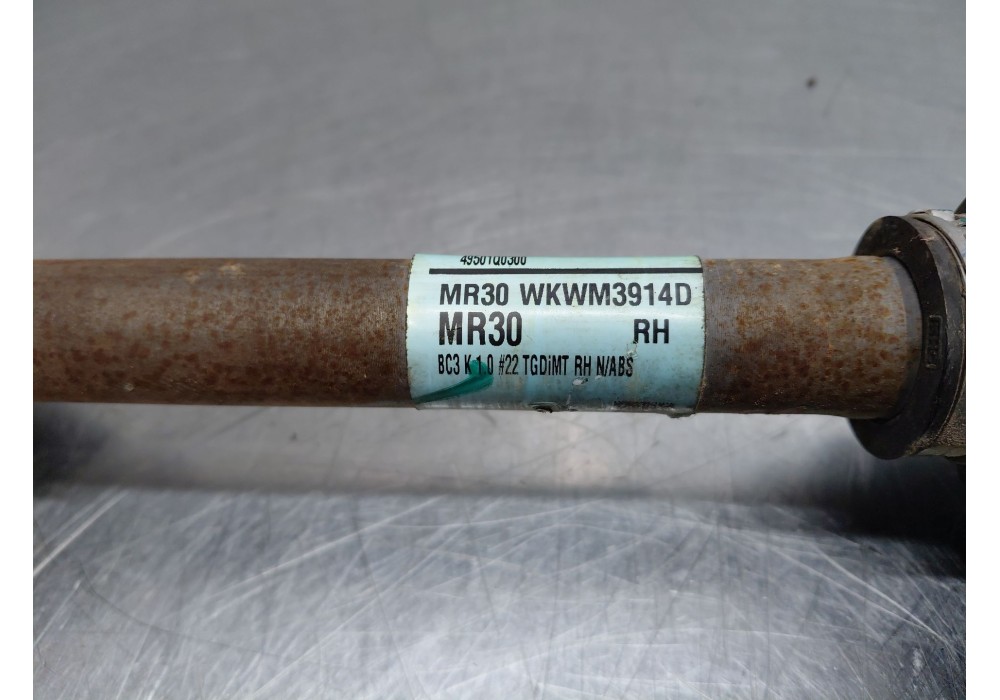 49501Q0300
MR30 WKWM3914D
MR30 RH
BC3 K 1.0 #22 TGDiMT RH N/ABS